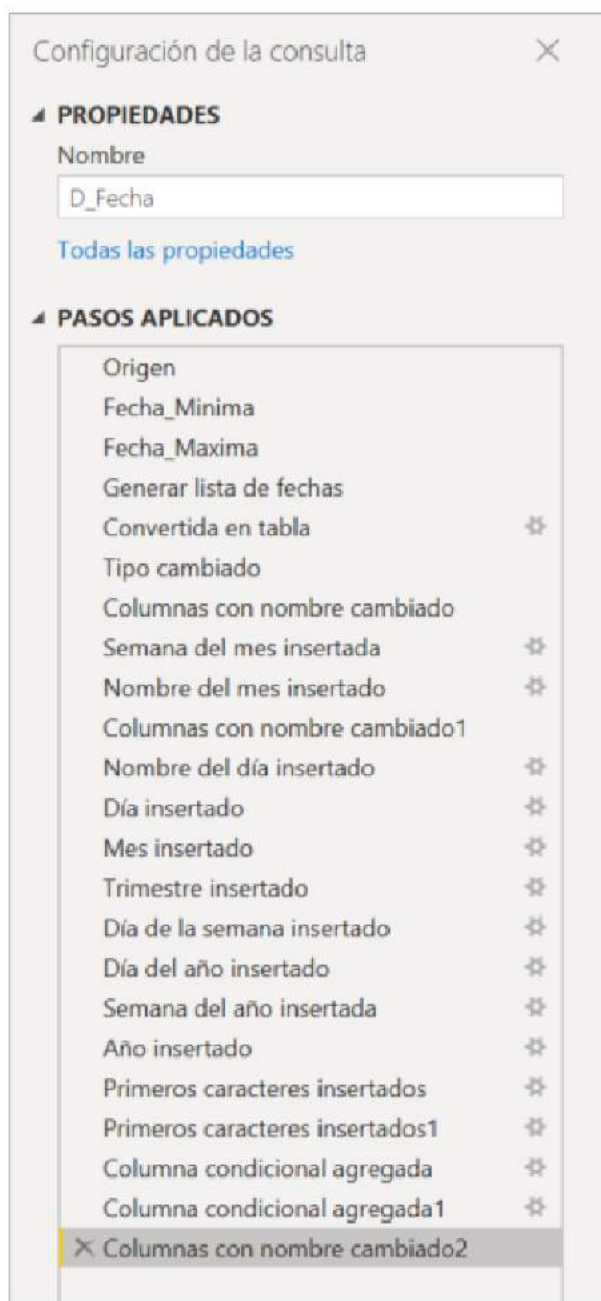 Configuración de la consulta
PROPIEDADES
Nombre
D_Fecha
Todas las propiedades
PASOS APLICADOS
Origen
Fecha_Minima
Fecha_Maxima
Generar lista de fechas
Convertida en tabla
Tipo cambiado
Columnas con nombre cambiado
Semana del mes insertada
Nombre del mes insertado
Columnas con nombre cambiado1
Nombre del día insertado
Día insertado
Mes insertado
Trimestre insertado
Día de la semana insertado
Día del año insertado
Semana del año insertada
Año insertado
Primeros caracteres insertados
Primeros caracteres insertados1
Columna condicional agregada
Columna condicional agregada1
Columnas con nombre cambiado2